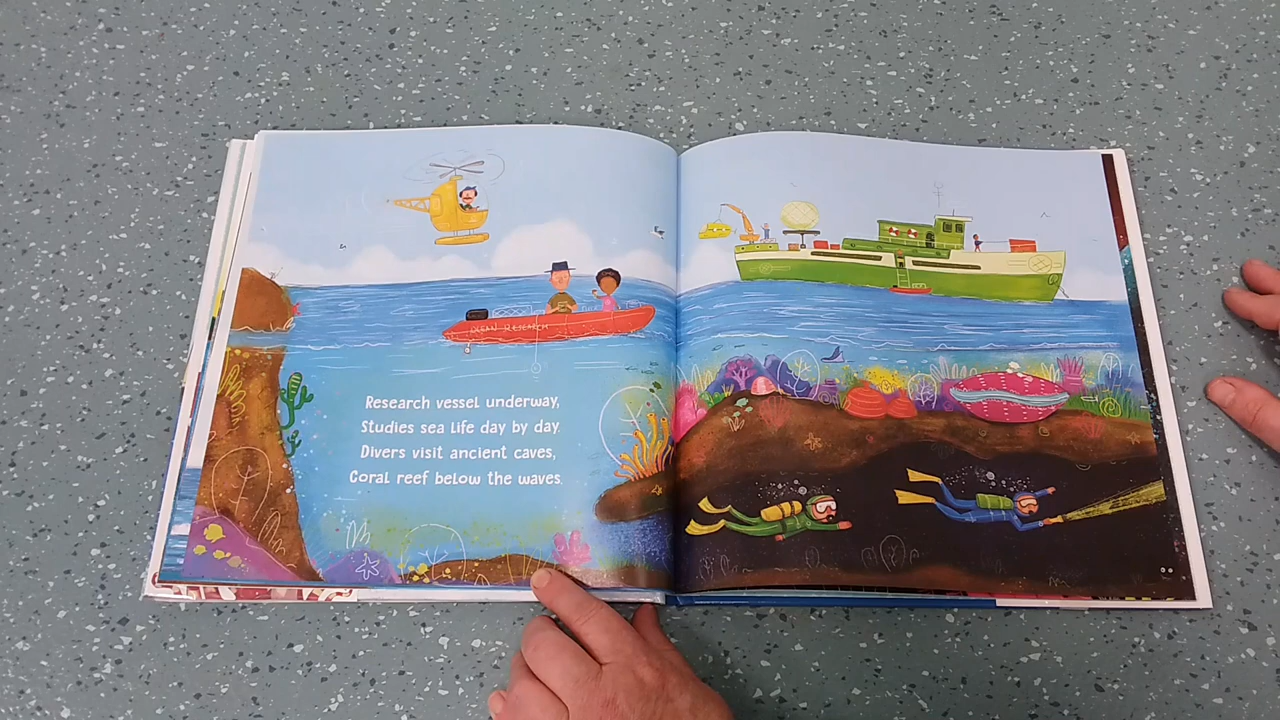 OCEAN RESEARCH
Research vessel underway,
Studies sea life day by day.
Divers visit ancient caves,
Coral reef below the waves.